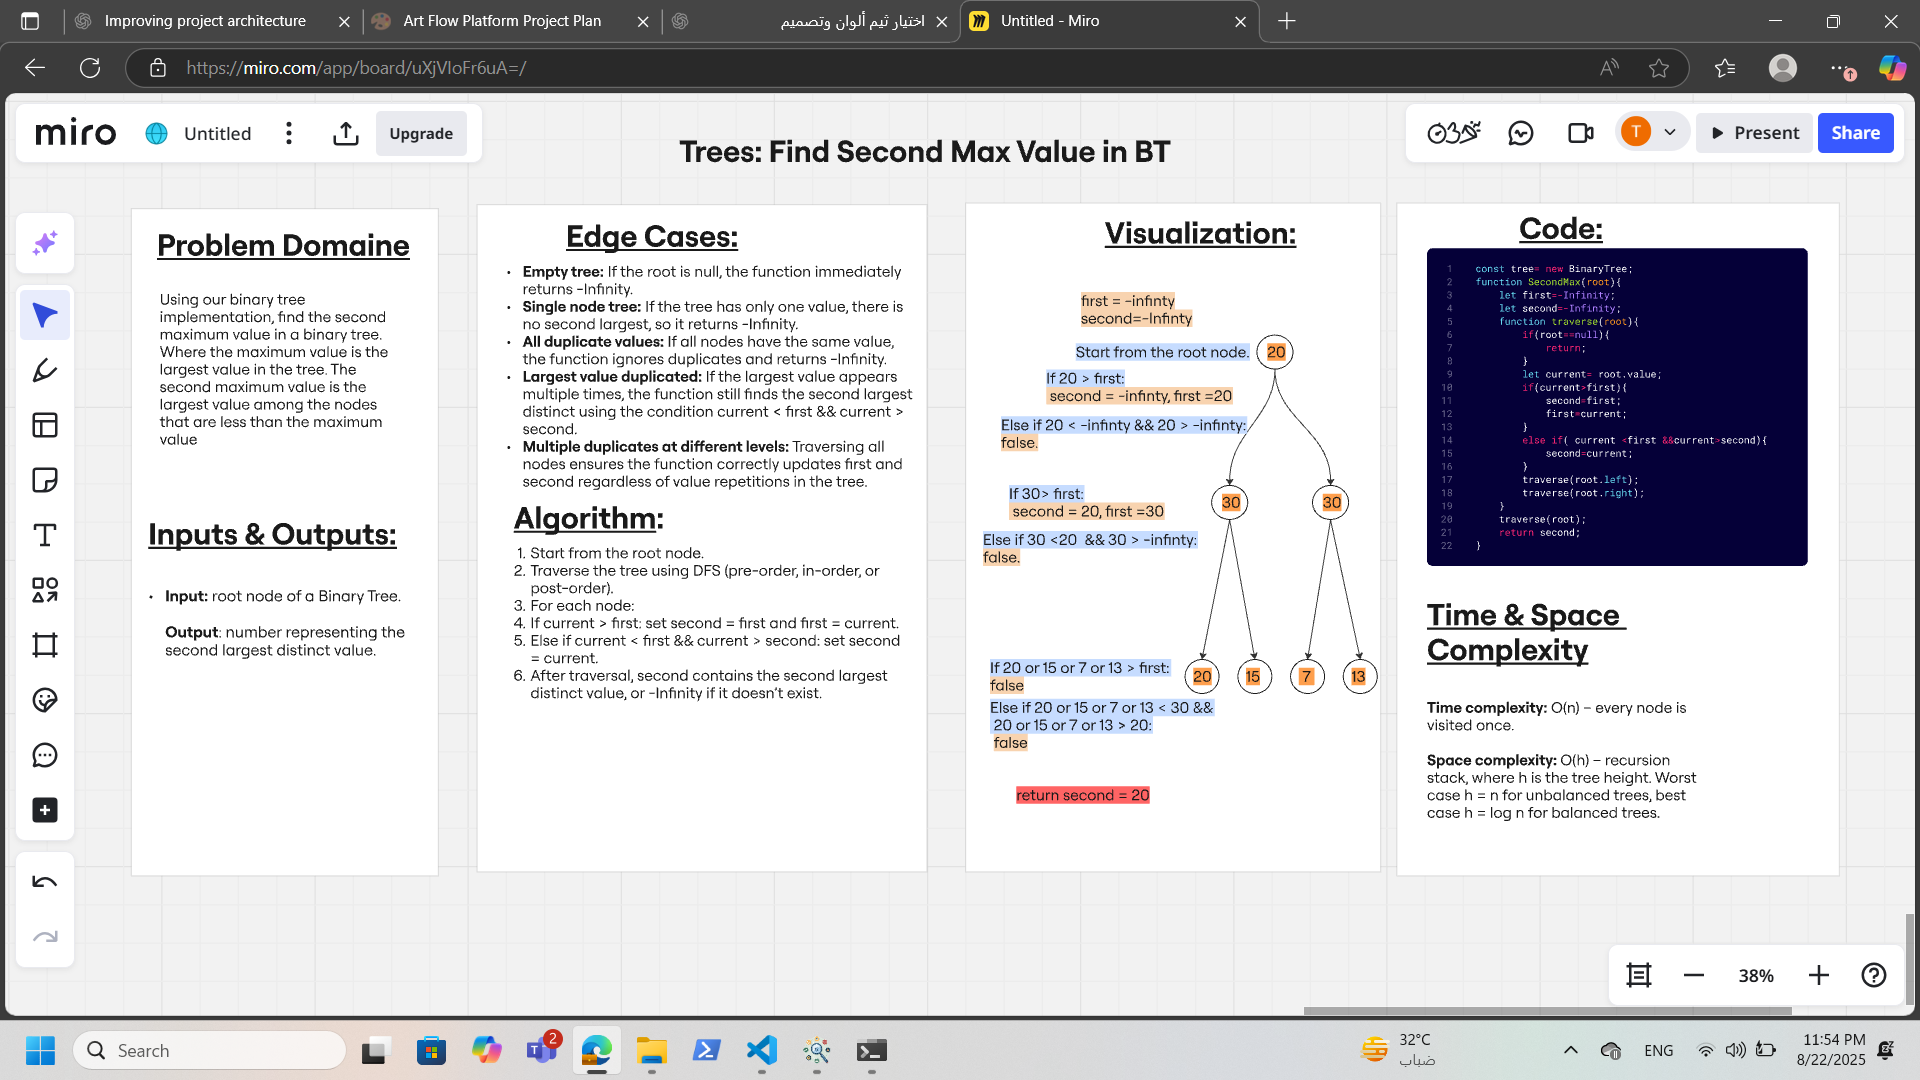 Improving project architecture
Art Flow Platform Project Plan
اختيار ثيم ألوان وتصميم
Untitled - Miro
https://miro.com/app/board/uXjVIoFr6uA=/
miro
Untitled
Upgrade
T
Present
Share
Trees: Find Second Max Value in BT
Problem Domaine
Using our binary tree
implementation, find the second
maximum value in a binary tree.
Where the maximum value is the
largest value in the tree. The
second maximum value is the
largest value among the nodes
that are less than the maximum
value
Inputs & Outputs:
• Input: root node of a Binary Tree.
Output: number representing the
second largest distinct value.
Edge Cases:
• Empty tree: If the root is null, the function immediately
returns -Infinity.
• Single node tree: If the tree has only one value, there is
no second largest, so it returns -Infinity.
• All duplicate values: If all nodes have the same value,
the function ignores duplicates and returns -Infinity.
• Largest value duplicated: If the largest value appears
multiple times, the function still finds the second largest
distinct using the condition current < first && current >
second.
• Multiple duplicates at different levels: Traversing all
nodes ensures the function correctly updates first and
second regardless of value repetitions in the tree.
Algorithm:
1. Start from the root node.
2. Traverse the tree using DFS (pre-order, in-order, or
post-order).
3. For each node:
4. If current > first: set second = first and first = current.
5. Else if current < first && current > second: set second
= current.
6. After traversal, second contains the second largest
distinct value, or -Infinity if it doesn't exist.
Visualization:
first = -infinty
second=-Infinty
Start from the root node.
20
If 20 > first:
second = -infinty, first =20
Else if 20 < -infinty && 20 > -infinty:
false.
If 30> first:
second = 20, first =30
30
30
Else if 30 <20 && 30 > -infinty:
false.
If 20 or 15 or 7 or 13 > first:
false
20
15
7
13
Else if 20 or 15 or 7 or 13 < 30 &&
20 or 15 or 7 or 13 > 20:
false
return second = 20
Code:
1 const tree= new BinaryTree;
2 function SecondMax(root){
3 let first=-Infinity;
4 let second=-Infinity;
5 function traverse(root){
6 if(root==null){
7 return;
8 }
9 let current= root.value;
10 if(current>first){
11 second=first;
12 first=current;
13 }
14 else if( current <first &&current>second){
15 second=current;
16 }
17 traverse(root.left);
18 traverse(root.right);
19 }
20 traverse(root);
21 return second;
22 }
Time & Space
Complexity
Time complexity: O(n) – every node is
visited once.
Space complexity: O(h) – recursion
stack, where h is the tree height. Worst
case h = n for unbalanced trees, best
case h = log n for balanced trees.
38%
Search
2
32°C
ضباب
ENG
11:54 PM
8/22/2025